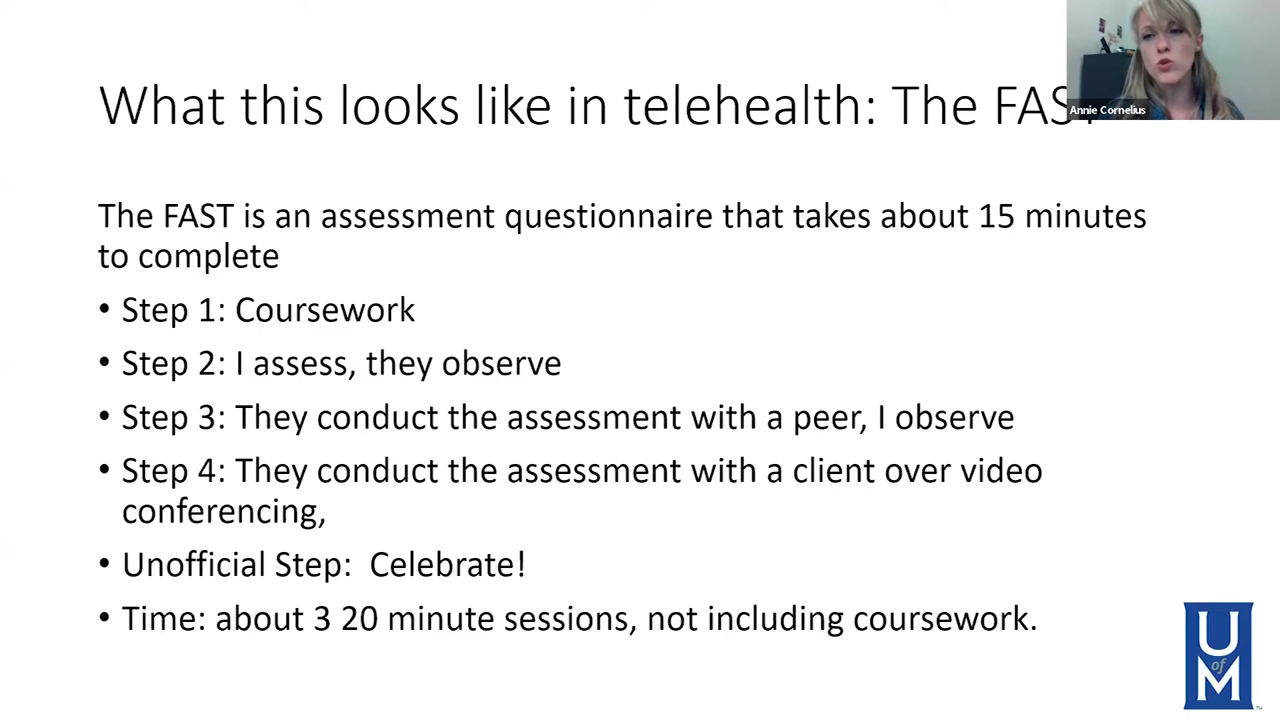 What this looks like in telehealth: The FAST
Annie Cornelius
The FAST is an assessment questionnaire that takes about 15 minutes
to complete
• Step 1: Coursework
• Step 2: I assess, they observe
• Step 3: They conduct the assessment with a peer, I observe
• Step 4: They conduct the assessment with a client over video
conferencing,
• Unofficial Step:  Celebrate!
• Time: about 3 20 minute sessions, not including coursework.
U
of
M
TM